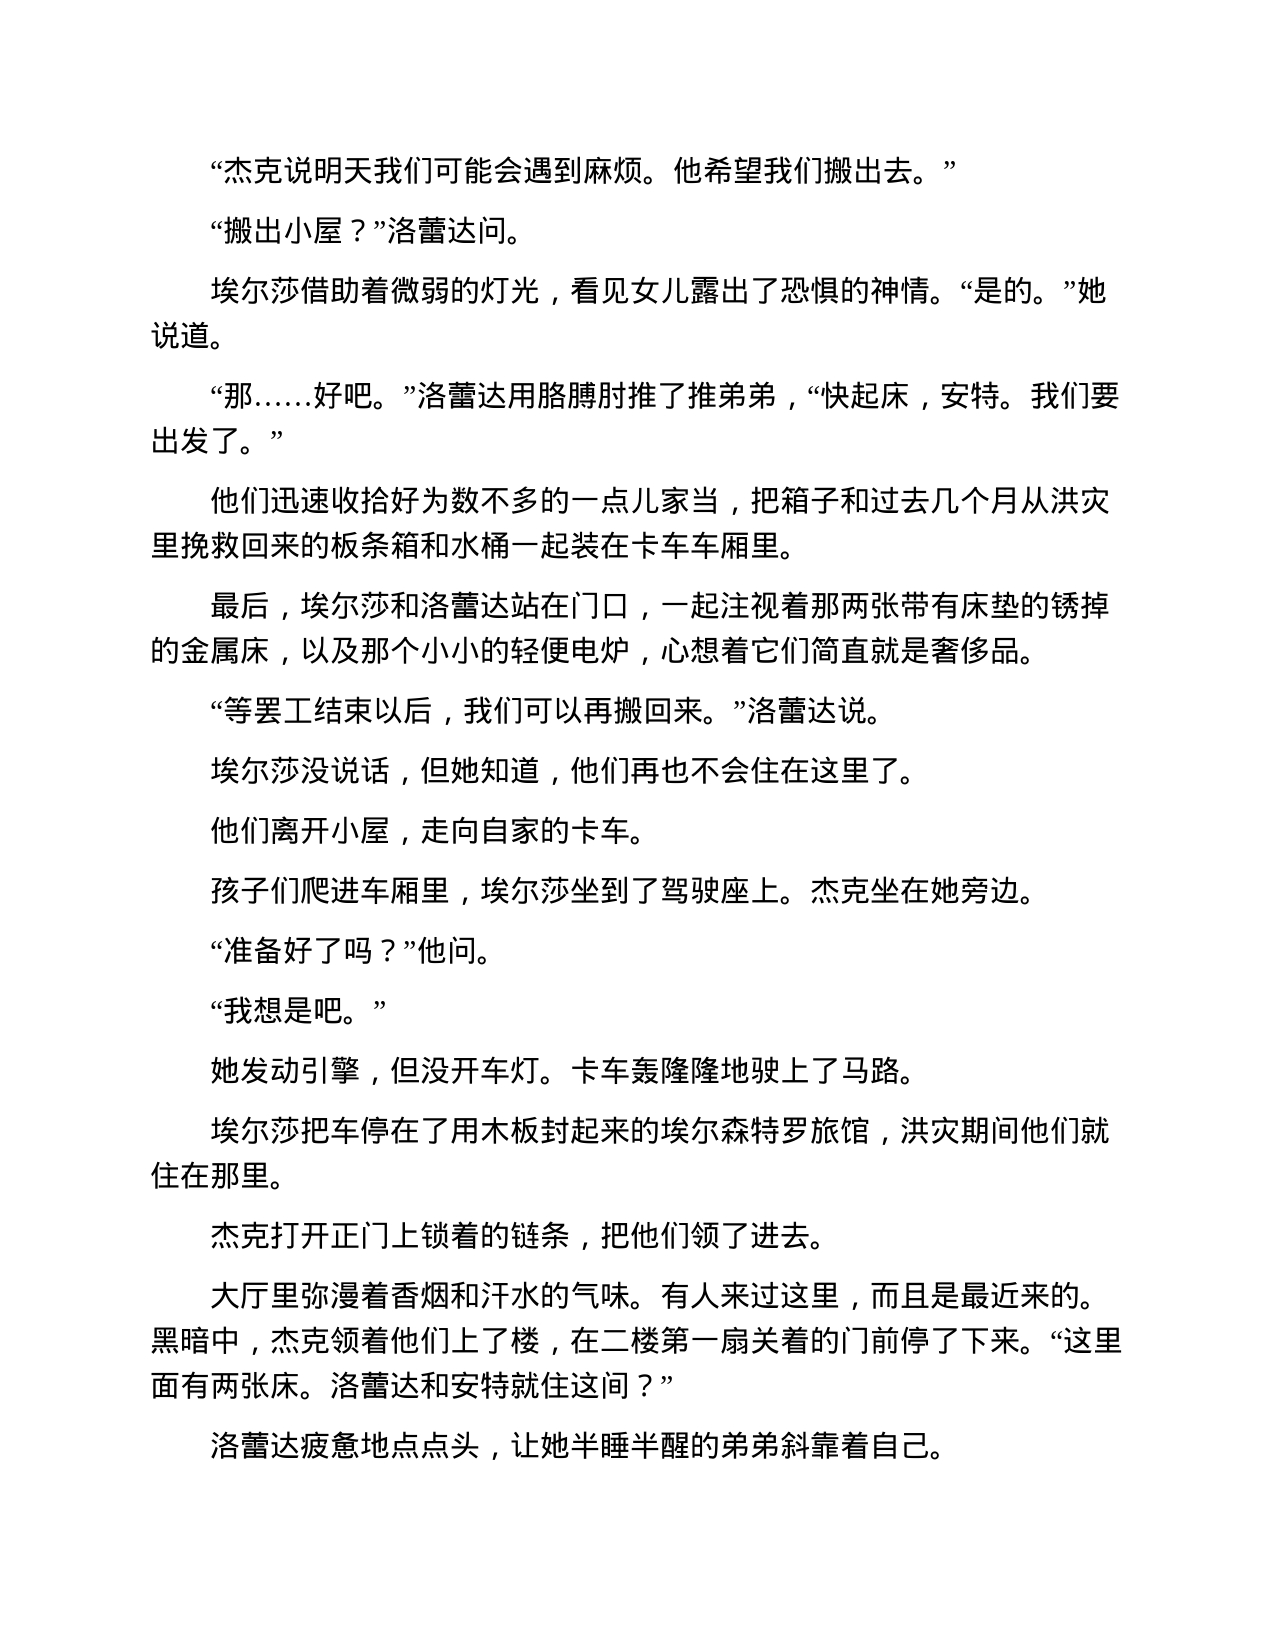 “杰克说明天我们可能会遇到麻烦。他希望我们搬出去。”
“搬出小屋？”洛蕾达问。
埃尔莎借助着微弱的灯光，看见女儿露出了恐惧的神情。“是的。”她
说道。
“那……好吧。”洛蕾达用胳膊肘推了推弟弟，“快起床，安特。我们要
出发了。”
他们迅速收拾好为数不多的一点儿家当，把箱子和过去几个月从洪灾
里挽救回来的板条箱和水桶一起装在卡车车厢里。
最后，埃尔莎和洛蕾达站在门口，一起注视着那两张带有床垫的锈掉
的金属床，以及那个小小的轻便电炉，心想着它们简直就是奢侈品。
“等罢工结束以后，我们可以再搬回来。”洛蕾达说。
埃尔莎没说话，但她知道，他们再也不会住在这里了。
他们离开小屋，走向自家的卡车。
孩子们爬进车厢里，埃尔莎坐到了驾驶座上。杰克坐在她旁边。
“准备好了吗？”他问。
“我想是吧。”
她发动引擎，但没开车灯。卡车轰隆隆地驶上了马路。
埃尔莎把车停在了用木板封起来的埃尔森特罗旅馆，洪灾期间他们就
住在那里。
杰克打开正门上锁着的链条，把他们领了进去。
大厅里弥漫着香烟和汗水的气味。有人来过这里，而且是最近来的。
黑暗中，杰克领着他们上了楼，在二楼第一扇关着的门前停了下来。“这里
面有两张床。洛蕾达和安特就住这间？”
洛蕾达疲惫地点点头，让她半睡半醒的弟弟斜靠着自己。